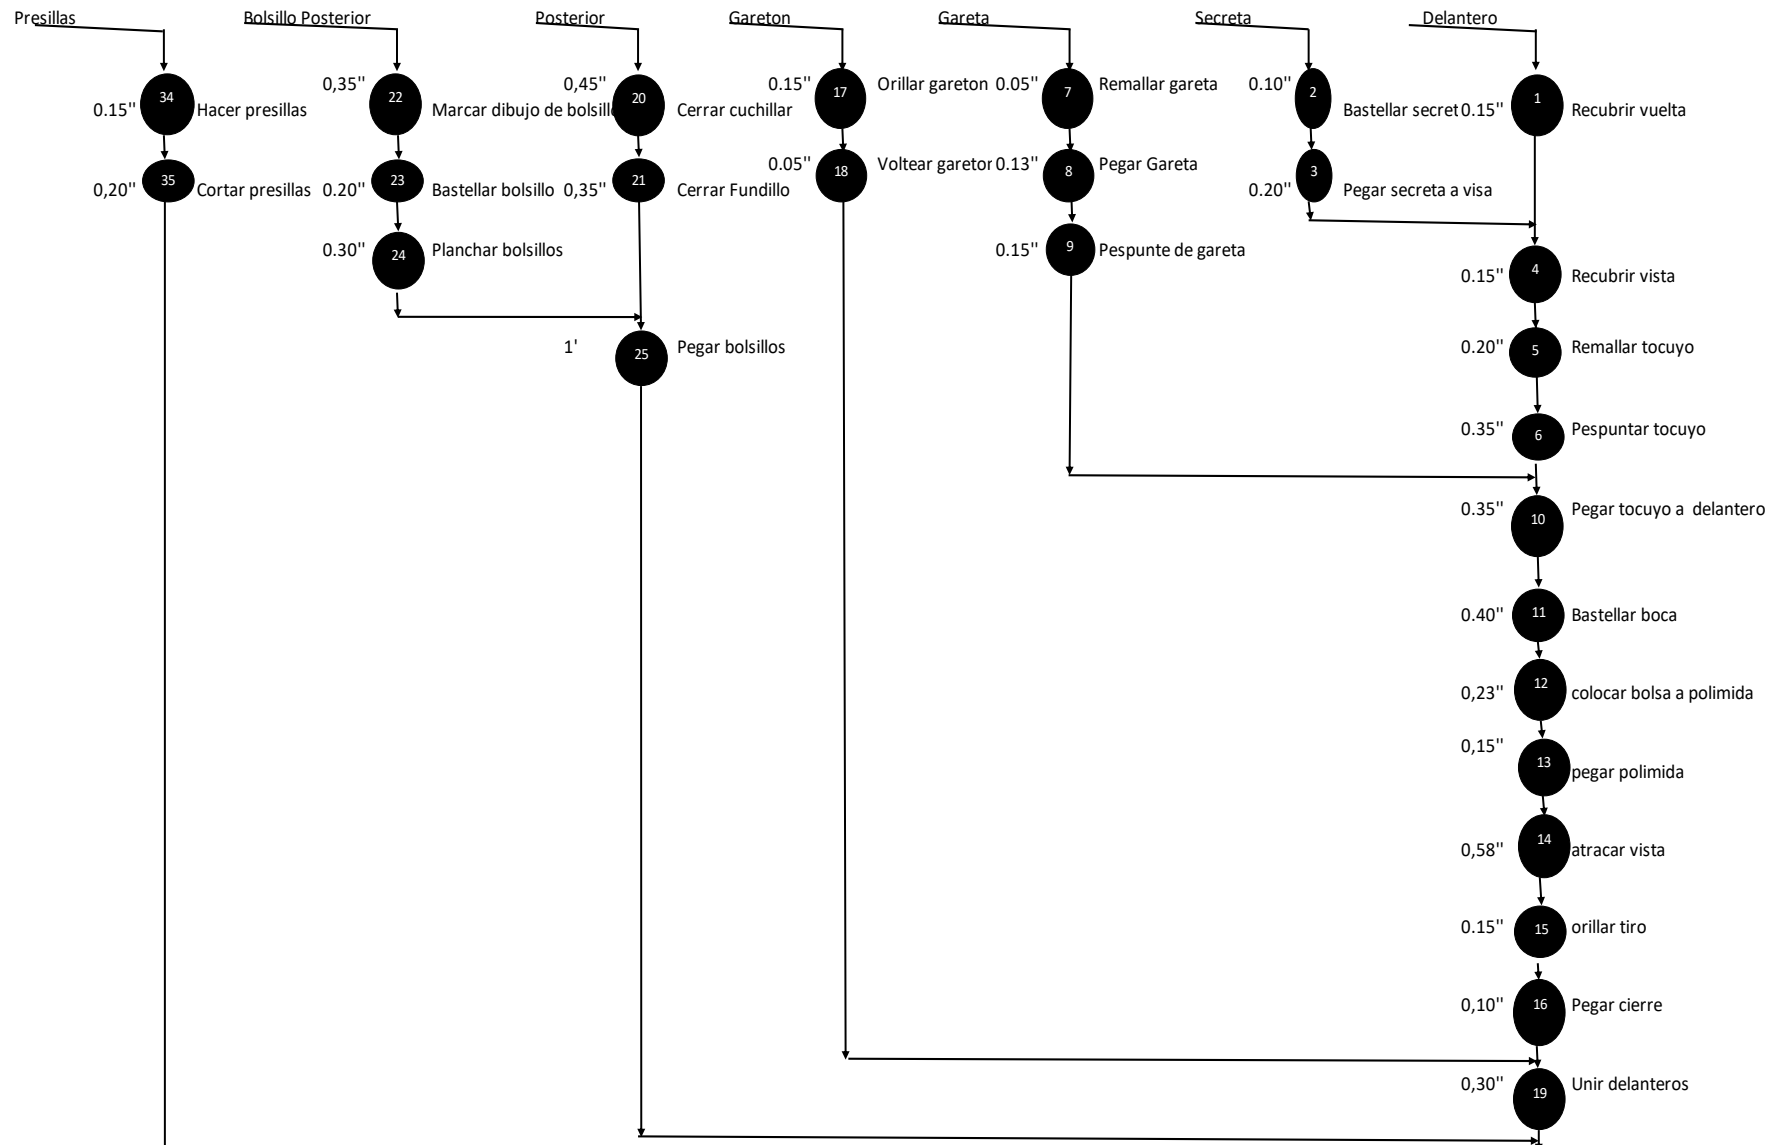 Presillas Bolsillo Posterior Posterior Gareton Gareta Secreta Delantero
0,35'' 0,45'' 0.15'' Orillar gareton 0.05'' Remallar gareta 0.10''
34 22 20 17 7 2 1
0.15'' Hacer presillas Marcar dibujo de bolsill Cerrar cuchillar Bastellar secret 0.15'' Recubrir vuelta
0.05'' Voltear garetor 0.13'' Pegar Gareta
35 23 21 18 8 3
0,20'' Cortar presillas 0.20'' Bastellar bolsillo 0,35'' Cerrar Fundillo 0.20'' Pegar secreta a visa
0.30'' 24 Planchar bolsillos 0.15'' 9 Pespunte de gareta
0.15'' 4 Recubrir vista
1' 25 Pegar bolsillos 0.20'' 5 Remallar tocuyo
0.35'' 6 Pespuntar tocuyo
0.35'' 10 Pegar tocuyo a delantero
0.40'' 11 Bastellar boca
0,23'' 12 colocar bolsa a polimida
0,15'' 13 pegar polimida
0,58'' 14 atracar vista
0.15'' 15 orillar tiro
0,10'' 16 Pegar cierre
0,30'' 19 Unir delanteros